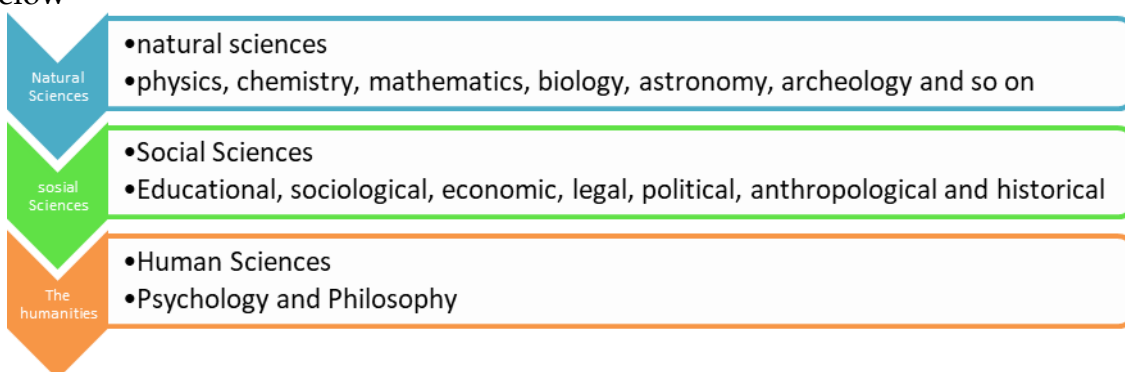 Natural
Sciences
•natural sciences
•physics, chemistry, mathematics, biology, astronomy, archeology and so on
sosial
Sciences
•Social Sciences
•Educational, sociological, economic, legal, political, anthropological and historical
The
humanities
•Human Sciences
•Psychology and Philosophy